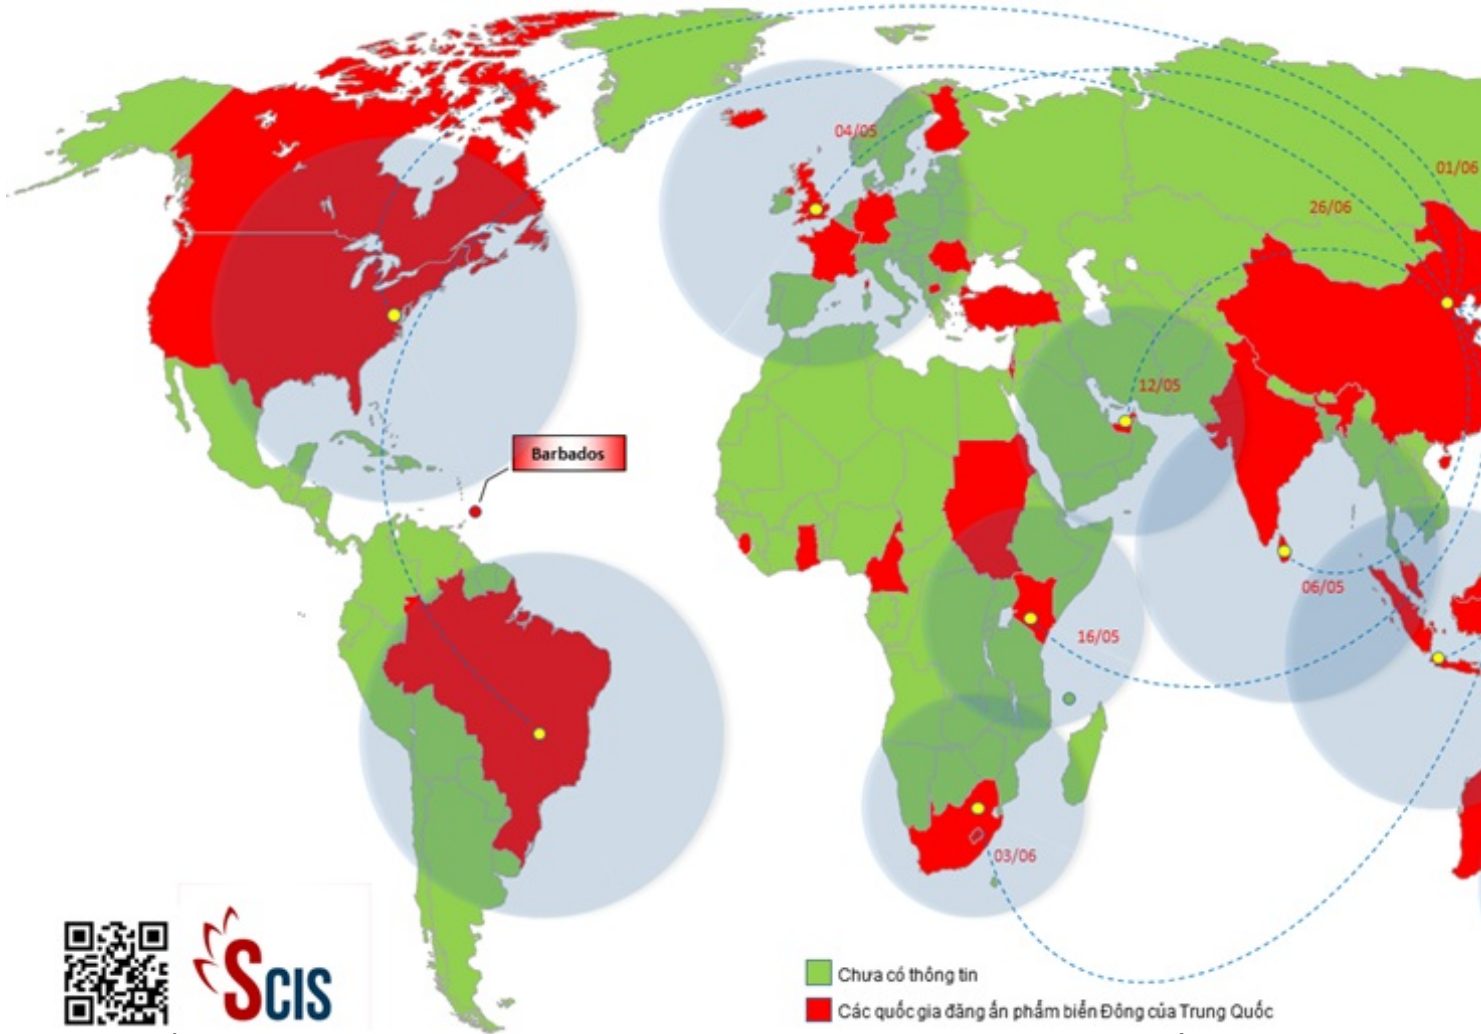 04/05
01/06
26/06
12/05
Barbados
06/05
16/05
03/06
SCIS
Chưa có thông tin
Các quốc gia đăng ấn phẩm biển Đông của Trung Quốc